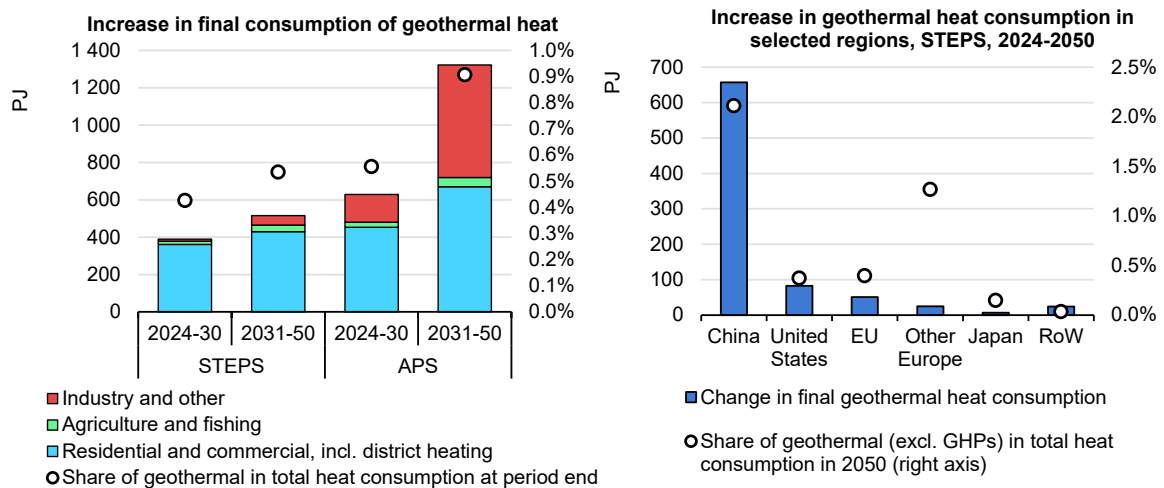 Increase in final consumption of geothermal heat
PJ
1 400
1 200
1 000
800
600
400
200
0
1.0%
0.9%
0.8%
0.7%
0.6%
0.5%
0.4%
0.3%
0.2%
0.1%
0.0%
2024-30 2031-50 2024-30 2031-50
STEPS APS
Industry and other
Agriculture and fishing
Residential and commercial, incl. district heating
Share of geothermal in total heat consumption at period end
Increase in geothermal heat consumption in
selected regions, STEPS, 2024-2050
PJ
700
600
500
400
300
200
100
0
2.5%
2.0%
1.5%
1.0%
0.5%
0.0%
China United EU Other Japan RoW
States Europe
Change in final geothermal heat consumption
Share of geothermal (excl. GHPs) in total heat
consumption in 2050 (right axis)